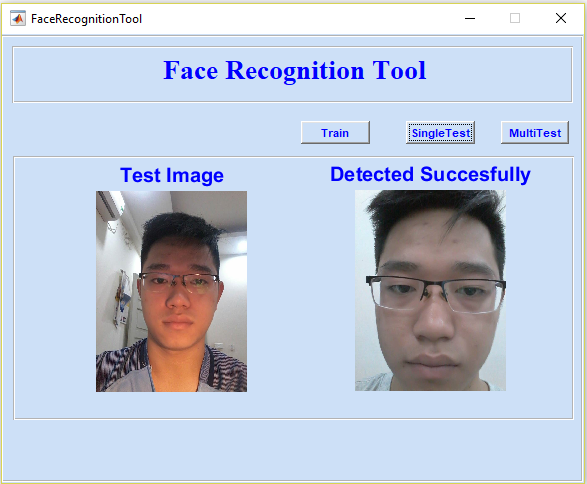 FaceRecognitionTool
Face Recognition Tool
Train
SingleTest
MultiTest
Test Image
Detected Succesfully